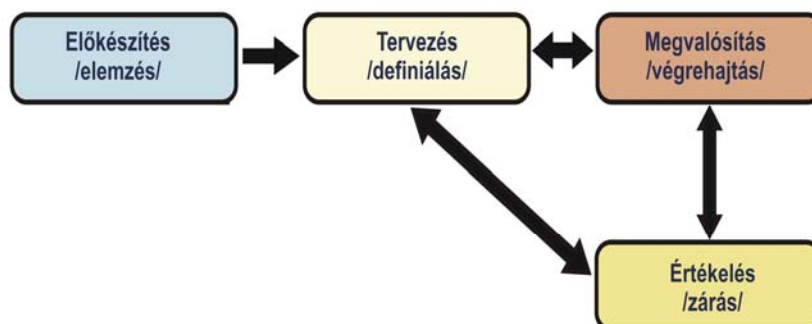 Előkészítés
/elemzés/
Tervezés
/definiálás/
Megvalósítás
/végrehajtás/
Értékelés
/zárás/